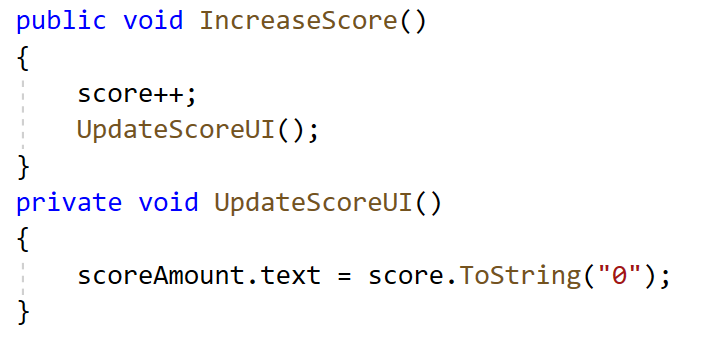 public void IncreaseScore()
{
    score++;
    UpdateScoreUI();
}
private void UpdateScoreUI()
{
    scoreAmount.text = score.ToString("0");
}